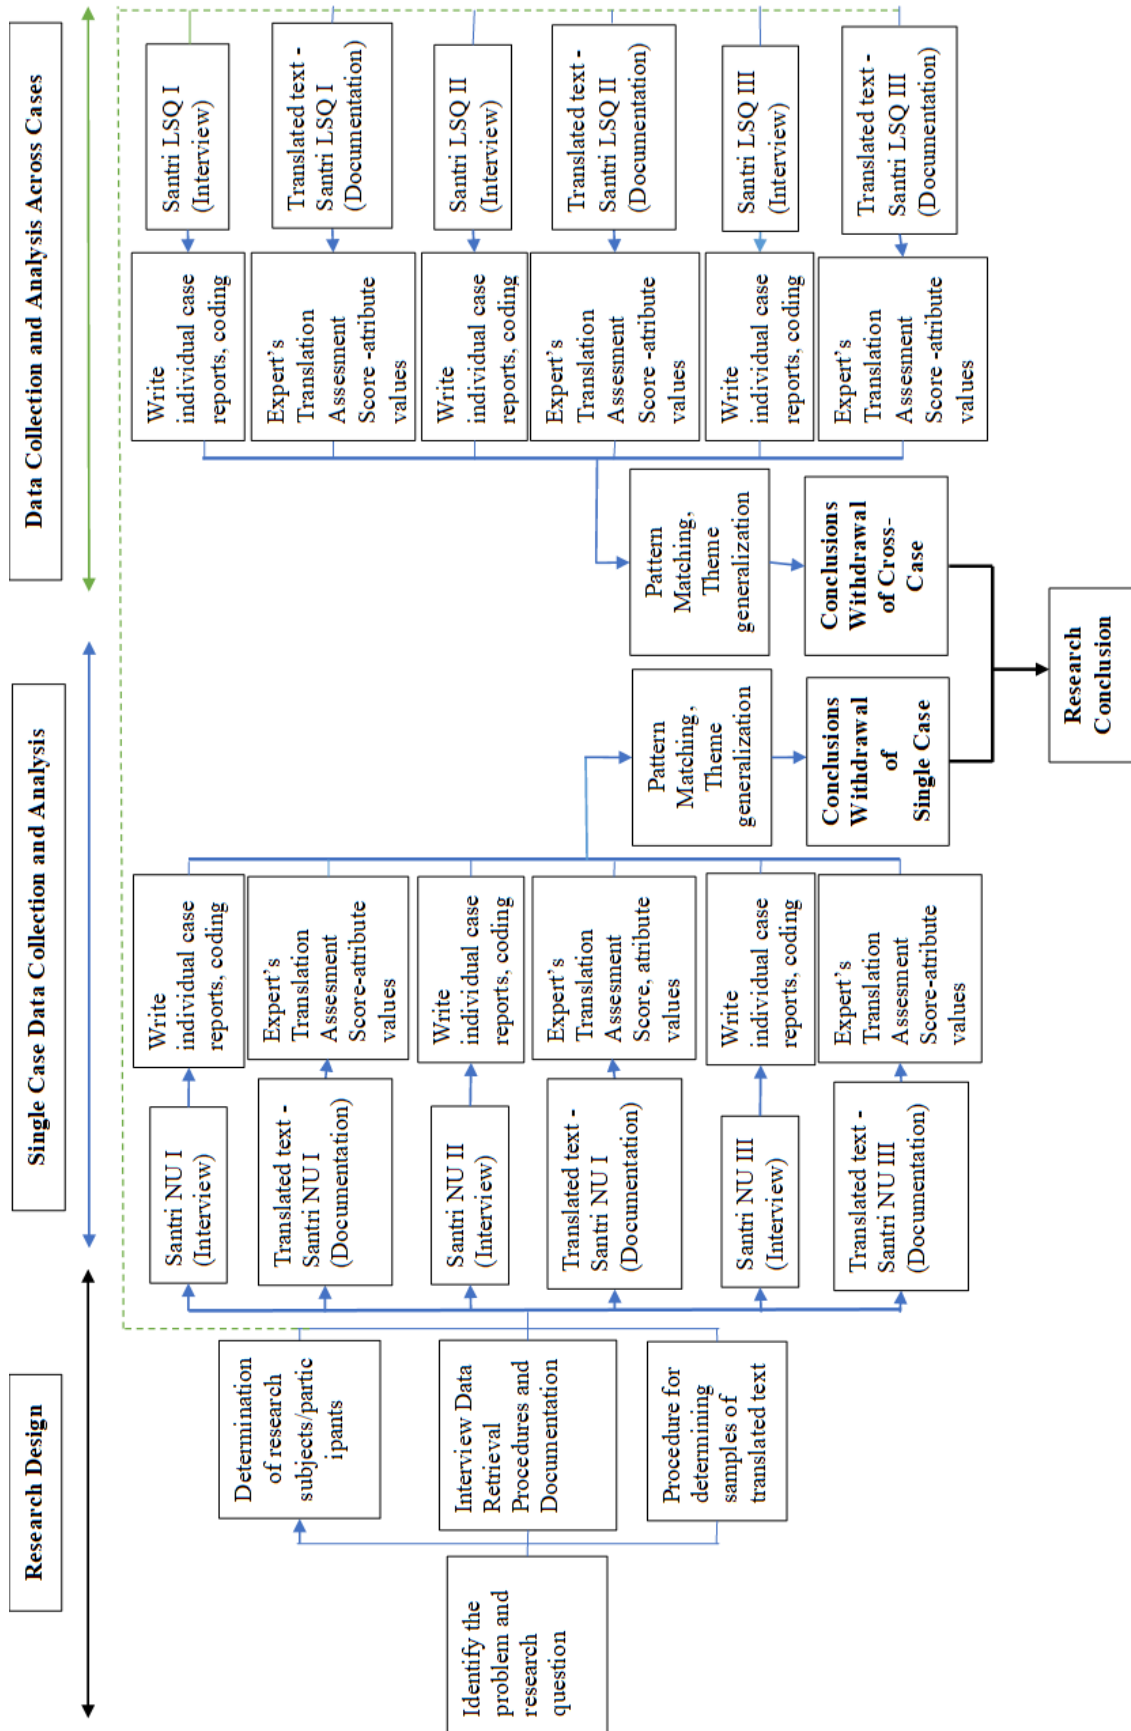 Research Design
Single Case Data Collection and Analysis
Data Collection and Analysis Across Cases
Identify the
problem and
research
question
Determination
of research
subjects/partic
ipants
Interview Data
Retrieval
Procedures and
Documentation
Procedure for
determining
samples of
translated text
Santri NU I
(Interview)
Translated text -
Santri NU I
(Documentation)
Santri NU II
(Interview)
Translated text -
Santri NU I
(Documentation)
Santri NU III
(Interview)
Translated text -
Santri NU III
(Documentation)
Write
individual case
reports, coding
Expert's
Translation
Assesment
Score-atribute
values
Write
individual case
reports, coding
Expert's
Translation
Assesment
Score, atribute
values
Write
individual case
reports, coding
Expert's
Translation
Assesment
Score-atribute
values
Pattern
Matching,
Theme
generalization
Conclusions
Withdrawal
of
Single Case
Pattern
Matching,
Theme
generalization
Conclusions
Withdrawal
of Cross-
Case
Research
Conclusion
Write
individual case
reports, coding
Expert's
Translation
Assesment
Score -atribute
values
Write
individual case
reports, coding
Expert's
Translation
Assesment
Score -atribute
values
Write
individual case
reports, coding
Expert's
Translation
Assesment
Score -atribute
values
Santri LSQ I
(Interview)
Translated text -
Santri LSQ I
(Documentation)
Santri LSQ II
(Interview)
Translated text -
Santri LSQ II
(Documentation)
Santri LSQ III
(Interview)
Translated text -
Santri LSQ III
(Documentation)